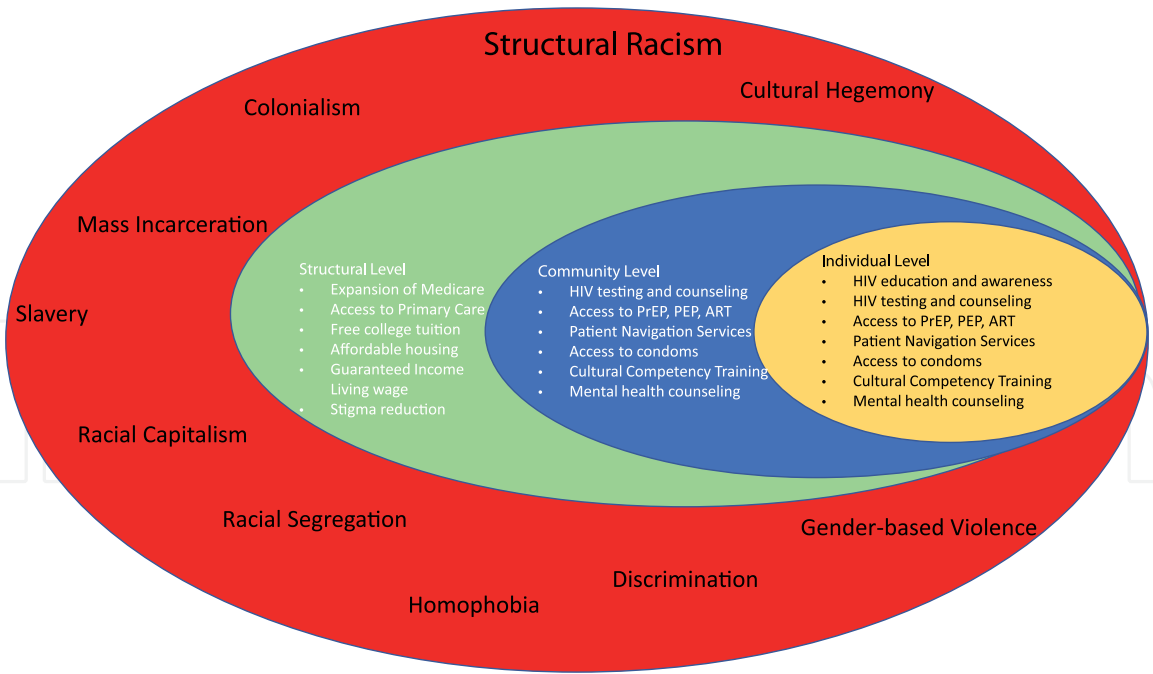 Structural Racism
Cultural Hegemony
Colonialism
Mass Incarceration
Slavery
Racial Capitalism
Racial Segregation
Homophobia
Discrimination
Gender-based Violence
Structural Level
• Expansion of Medicare
• Access to Primary Care
• Free college tuition
• Affordable housing
• Guaranteed Income
Living wage
• Stigma reduction
Community Level
• HIV testing and counseling
• Access to PrEP, PEP, ART
• Patient Navigation Services
• Access to condoms
• Cultural Competency Training
• Mental health counseling
Individual Level
• HIV education and awareness
• HIV testing and counseling
• Access to PrEP, PEP, ART
• Patient Navigation Services
• Access to condoms
• Cultural Competency Training
• Mental health counseling